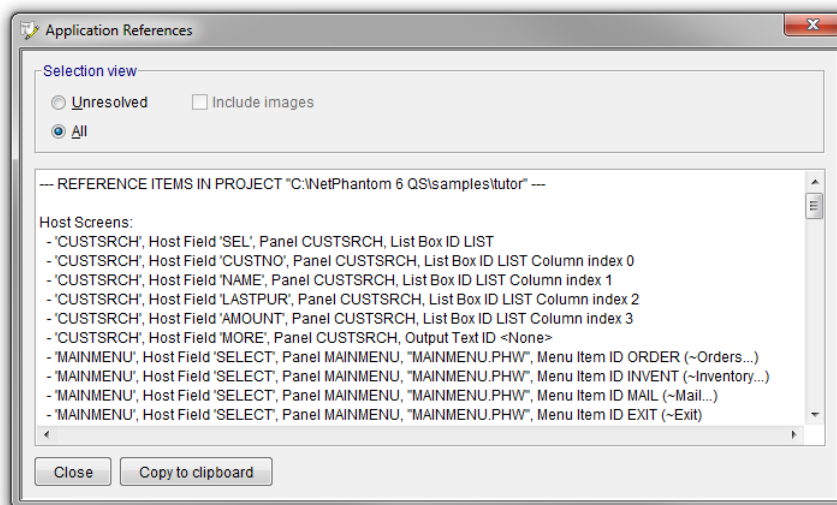 Application References
Selection view
Unresolved
Include images
All
--- REFERENCE ITEMS IN PROJECT "C:\NetPhantom 6 QS\samples\tutor" ---
Host Screens:
- 'CUSTSRCH', Host Field 'SEL', Panel CUSTSRCH, List Box ID LIST
- 'CUSTSRCH', Host Field 'CUSTNO', Panel CUSTSRCH, List Box ID LIST Column index 0
- 'CUSTSRCH', Host Field 'NAME', Panel CUSTSRCH, List Box ID LIST Column index 1
- 'CUSTSRCH', Host Field 'LASTPUR', Panel CUSTSRCH, List Box ID LIST Column index 2
- 'CUSTSRCH', Host Field 'AMOUNT', Panel CUSTSRCH, List Box ID LIST Column index 3
- 'CUSTSRCH', Host Field 'MORE', Panel CUSTSRCH, Output Text ID <None>
- 'MAINMENU', Host Field 'SELECT', Panel MAINMENU, "MAINMENU.PHW", Menu Item ID ORDER (~Orders...)
- 'MAINMENU', Host Field 'SELECT', Panel MAINMENU, "MAINMENU.PHW", Menu Item ID INVENT (~Inventory...)
- 'MAINMENU', Host Field 'SELECT', Panel MAINMENU, "MAINMENU.PHW", Menu Item ID MAIL (~Mail...)
- 'MAINMENU', Host Field 'SELECT', Panel MAINMENU, "MAINMENU.PHW", Menu Item ID EXIT (~Exit)
Close
Copy to clipboard